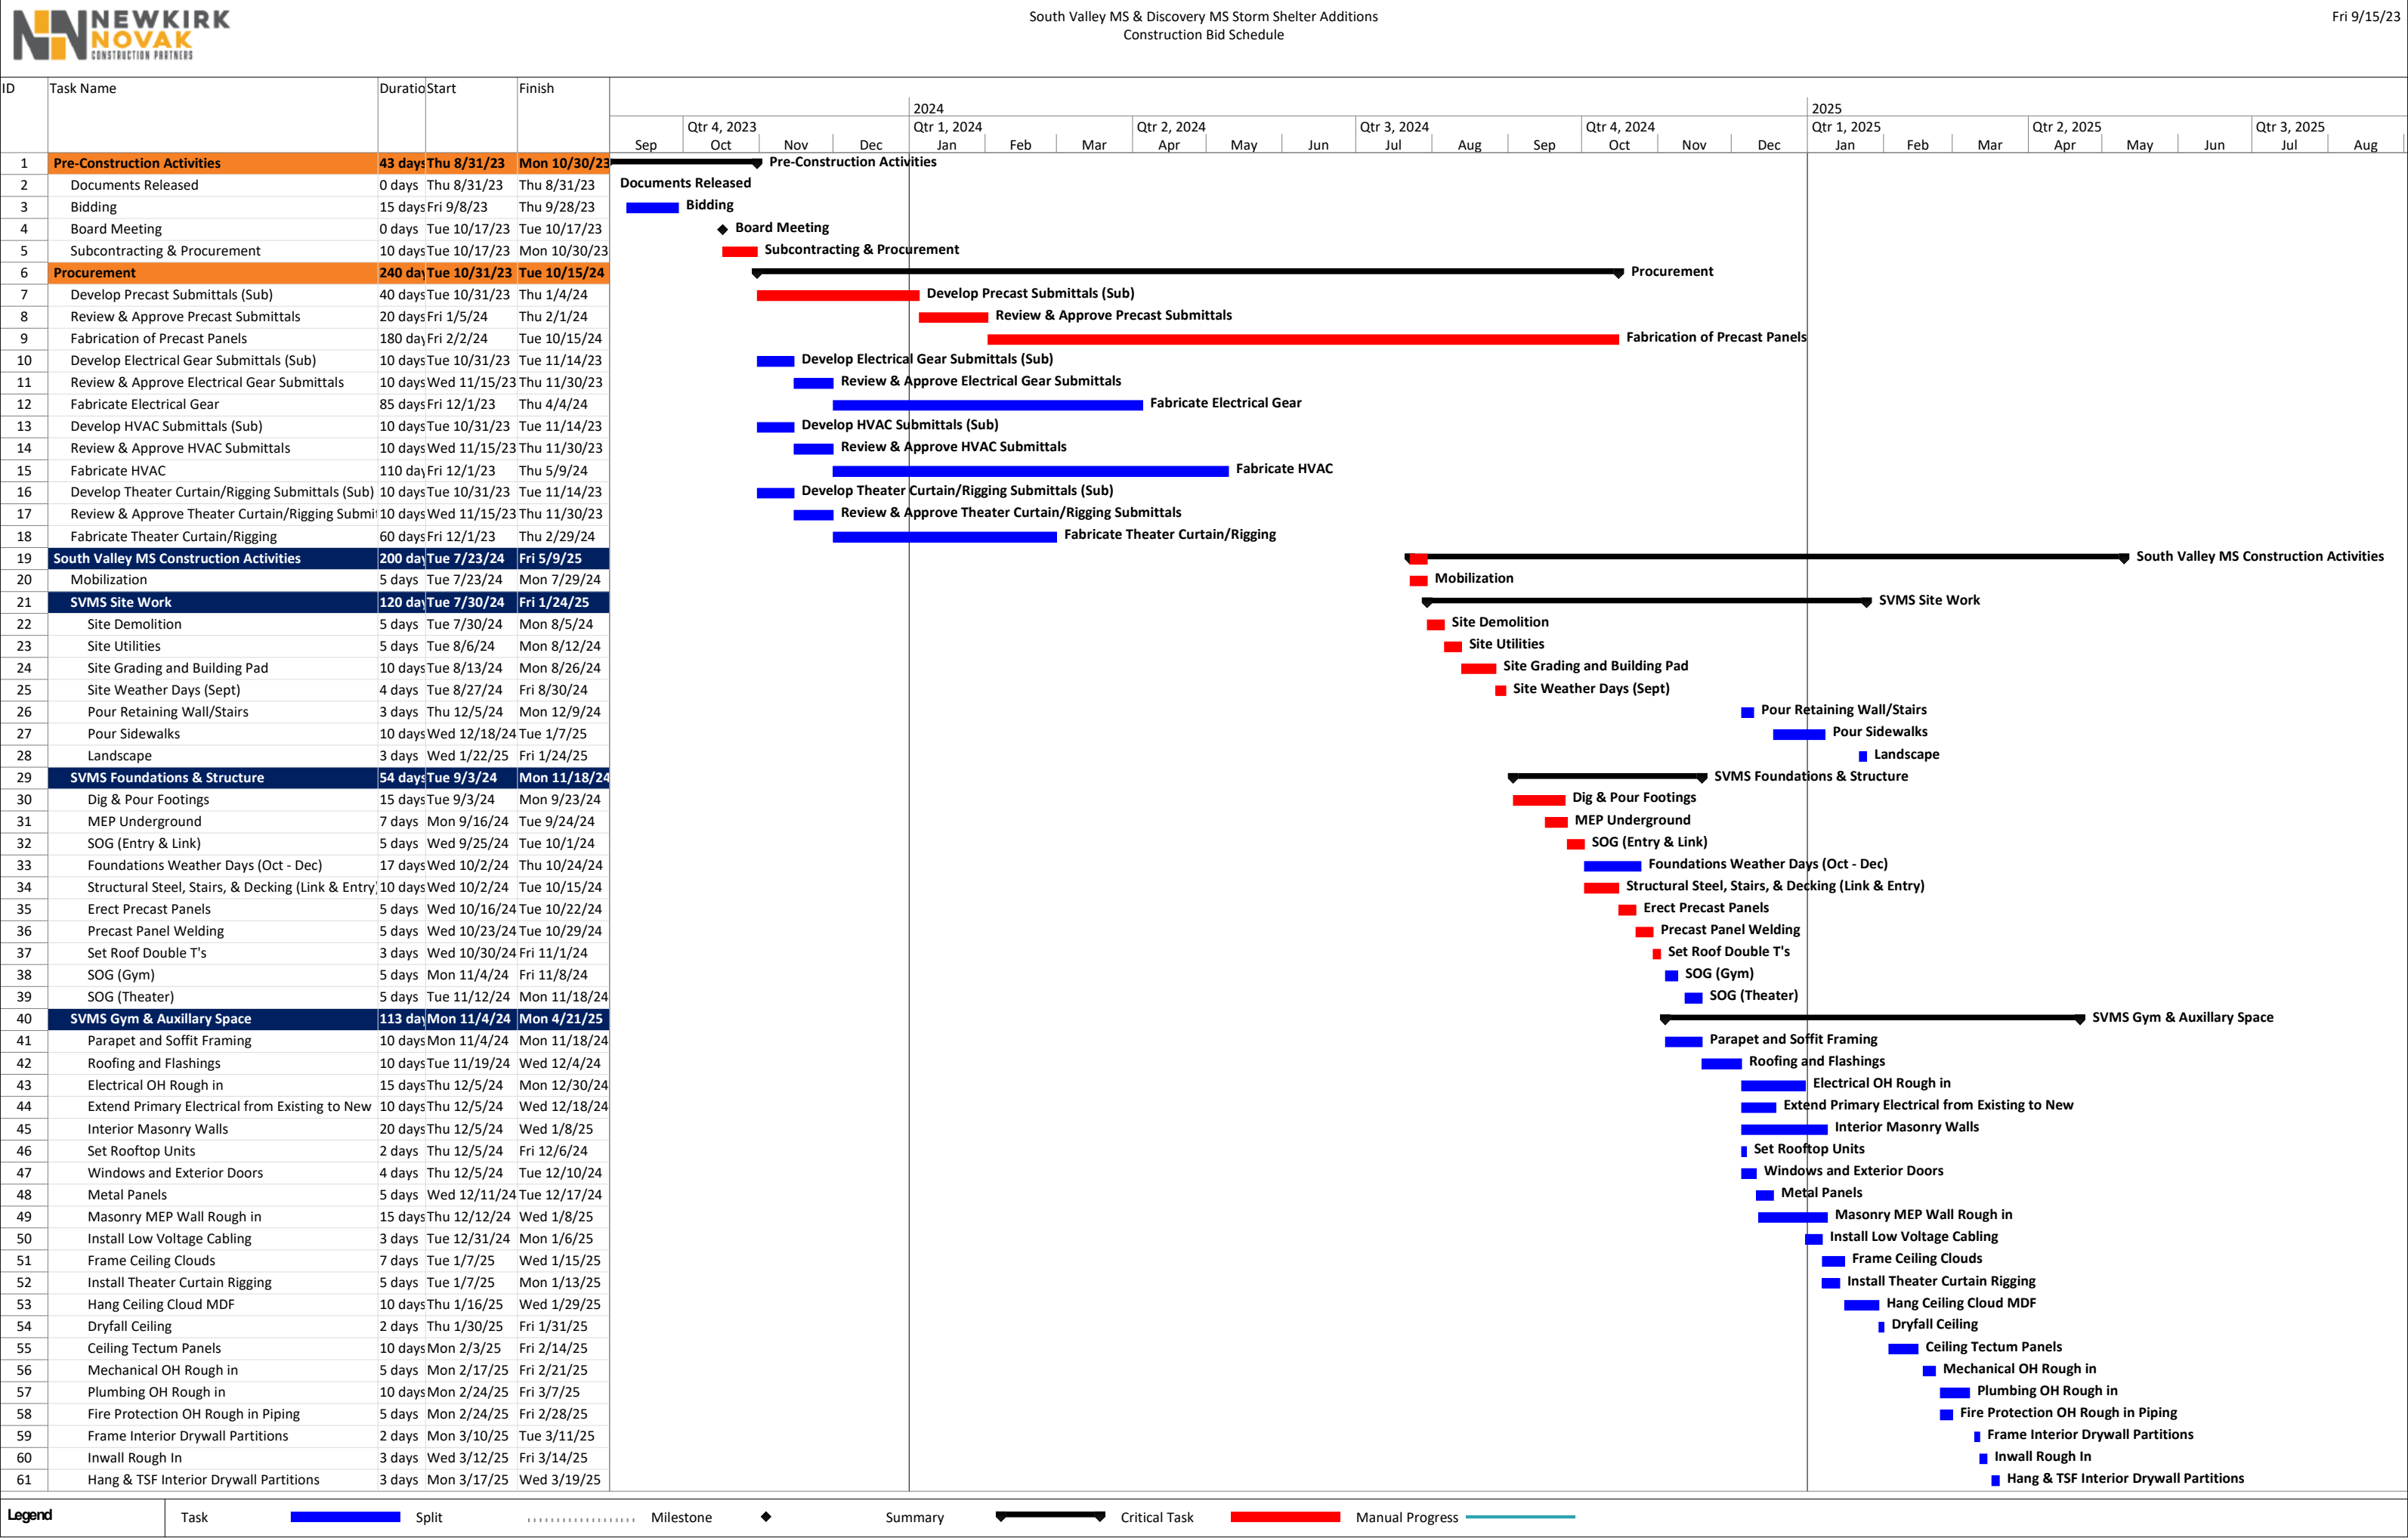 NEWKIRK
NOVAK
CONSTRUCTION PARTNERS
South Valley MS & Discovery MS Storm Shelter Additions
Construction Bid Schedule
Fri 9/15/23
ID Task Name Duratio Start Finish
2024 2025
Qtr 4, 2023 Qtr 1, 2024 Qtr 2, 2024 Qtr 3, 2024 Qtr 4, 2024 Qtr 1, 2025 Qtr 2, 2025 Qtr 3, 2025
Sep Oct Nov Dec Jan Feb Mar Apr May Jun Jul Aug Sep Oct Nov Dec Jan Feb Mar Apr May Jun Jul Aug
1 Pre-Construction Activities 43 days Thu 8/31/23 Mon 10/30/23 Pre-Construction Activities
2 Documents Released 0 days Thu 8/31/23 Thu 8/31/23 Documents Released
3 Bidding 15 days Fri 9/8/23 Thu 9/28/23 Bidding
4 Board Meeting 0 days Tue 10/17/23 Tue 10/17/23 Board Meeting
5 Subcontracting & Procurement 10 days Tue 10/17/23 Mon 10/30/23 Subcontracting & Procurement
6 Procurement 240 day Tue 10/31/23 Tue 10/15/24 Procurement
7 Develop Precast Submittals (Sub) 40 days Tue 10/31/23 Thu 1/4/24 Develop Precast Submittals (Sub)
8 Review & Approve Precast Submittals 20 days Fri 1/5/24 Thu 2/1/24 Review & Approve Precast Submittals
9 Fabrication of Precast Panels 180 day Fri 2/2/24 Tue 10/15/24 Fabrication of Precast Panels
10 Develop Electrical Gear Submittals (Sub) 10 days Tue 10/31/23 Tue 11/14/23 Develop Electrical Gear Submittals (Sub)
11 Review & Approve Electrical Gear Submittals 10 days Wed 11/15/23 Thu 11/30/23 Review & Approve Electrical Gear Submittals
12 Fabricate Electrical Gear 85 days Fri 12/1/23 Thu 4/4/24 Fabricate Electrical Gear
13 Develop HVAC Submittals (Sub) 10 days Tue 10/31/23 Tue 11/14/23 Develop HVAC Submittals (Sub)
14 Review & Approve HVAC Submittals 10 days Wed 11/15/23 Thu 11/30/23 Review & Approve HVAC Submittals
15 Fabricate HVAC 110 day Fri 12/1/23 Thu 5/9/24 Fabricate HVAC
16 Develop Theater Curtain/Rigging Submittals (Sub) 10 days Tue 10/31/23 Tue 11/14/23 Develop Theater Curtain/Rigging Submittals (Sub)
17 Review & Approve Theater Curtain/Rigging Submi 10 days Wed 11/15/23 Thu 11/30/23 Review & Approve Theater Curtain/Rigging Submittals
18 Fabricate Theater Curtain/Rigging 60 days Fri 12/1/23 Thu 2/29/24 Fabricate Theater Curtain/Rigging
19 South Valley MS Construction Activities 200 day Tue 7/23/24 Fri 5/9/25 South Valley MS Construction Activities
20 Mobilization 5 days Tue 7/23/24 Mon 7/29/24 Mobilization
21 SVMS Site Work 120 day Tue 7/30/24 Fri 1/24/25 SVMS Site Work
22 Site Demolition 5 days Tue 7/30/24 Mon 8/5/24 Site Demolition
23 Site Utilities 5 days Tue 8/6/24 Mon 8/12/24 Site Utilities
24 Site Grading and Building Pad 10 days Tue 8/13/24 Mon 8/26/24 Site Grading and Building Pad
25 Site Weather Days (Sept) 4 days Tue 8/27/24 Fri 8/30/24 Site Weather Days (Sept)
26 Pour Retaining Wall/Stairs 3 days Thu 12/5/24 Mon 12/9/24 Pour Retaining Wall/Stairs
27 Pour Sidewalks 10 days Wed 12/18/24 Tue 1/7/25 Pour Sidewalks
28 Landscape 3 days Wed 1/22/25 Fri 1/24/25 Landscape
29 SVMS Foundations & Structure 54 days Tue 9/3/24 Mon 11/18/24 SVMS Foundations & Structure
30 Dig & Pour Footings 15 days Tue 9/3/24 Mon 9/23/24 Dig & Pour Footings
31 MEP Underground 7 days Mon 9/16/24 Tue 9/24/24 MEP Underground
32 SOG (Entry & Link) 5 days Wed 9/25/24 Tue 10/1/24 SOG (Entry & Link)
33 Foundations Weather Days (Oct - Dec) 17 days Wed 10/2/24 Thu 10/24/24 Foundations Weather Days (Oct - Dec)
34 Structural Steel, Stairs, & Decking (Link & Entry) 10 days Wed 10/2/24 Tue 10/15/24 Structural Steel, Stairs, & Decking (Link & Entry)
35 Erect Precast Panels 5 days Wed 10/16/24 Tue 10/22/24 Erect Precast Panels
36 Precast Panel Welding 5 days Wed 10/23/24 Tue 10/29/24 Precast Panel Welding
37 Set Roof Double T's 3 days Wed 10/30/24 Fri 11/1/24 Set Roof Double T's
38 SOG (Gym) 5 days Mon 11/4/24 Fri 11/8/24 SOG (Gym)
39 SOG (Theater) 5 days Tue 11/12/24 Mon 11/18/24 SOG (Theater)
40 SVMS Gym & Auxillary Space 113 day Mon 11/4/24 Mon 4/21/25 SVMS Gym & Auxillary Space
41 Parapet and Soffit Framing 10 days Mon 11/4/24 Mon 11/18/24 Parapet and Soffit Framing
42 Roofing and Flashings 10 days Tue 11/19/24 Wed 12/4/24 Roofing and Flashings
43 Electrical OH Rough in 15 days Thu 12/5/24 Mon 12/30/24 Electrical OH Rough in
44 Extend Primary Electrical from Existing to New 10 days Thu 12/5/24 Wed 12/18/24 Extend Primary Electrical from Existing to New
45 Interior Masonry Walls 20 days Thu 12/5/24 Wed 1/8/25 Interior Masonry Walls
46 Set Rooftop Units 2 days Thu 12/5/24 Fri 12/6/24 Set Rooftop Units
47 Windows and Exterior Doors 4 days Thu 12/5/24 Tue 12/10/24 Windows and Exterior Doors
48 Metal Panels 5 days Wed 12/11/24 Tue 12/17/24 Metal Panels
49 Masonry MEP Wall Rough in 15 days Thu 12/12/24 Wed 1/8/25 Masonry MEP Wall Rough in
50 Install Low Voltage Cabling 3 days Tue 12/31/24 Mon 1/6/25 Install Low Voltage Cabling
51 Frame Ceiling Clouds 7 days Tue 1/7/25 Wed 1/15/25 Frame Ceiling Clouds
52 Install Theater Curtain Rigging 5 days Tue 1/7/25 Mon 1/13/25 Install Theater Curtain Rigging
53 Hang Ceiling Cloud MDF 10 days Thu 1/16/25 Wed 1/29/25 Hang Ceiling Cloud MDF
54 Dryfall Ceiling 2 days Thu 1/30/25 Fri 1/31/25 Dryfall Ceiling
55 Ceiling Tectum Panels 10 days Mon 2/3/25 Fri 2/14/25 Ceiling Tectum Panels
56 Mechanical OH Rough in 5 days Mon 2/17/25 Fri 2/21/25 Mechanical OH Rough in
57 Plumbing OH Rough in 10 days Mon 2/24/25 Fri 3/7/25 Plumbing OH Rough in
58 Fire Protection OH Rough in Piping 5 days Mon 2/24/25 Fri 2/28/25 Fire Protection OH Rough in Piping
59 Frame Interior Drywall Partitions 2 days Mon 3/10/25 Tue 3/11/25 Frame Interior Drywall Partitions
60 Inwall Rough In 3 days Wed 3/12/25 Fri 3/14/25 Inwall Rough In
61 Hang & TSF Interior Drywall Partitions 3 days Mon 3/17/25 Wed 3/19/25 Hang & TSF Interior Drywall Partitions
Legend Task Split Milestone Summary Critical Task Manual Progress